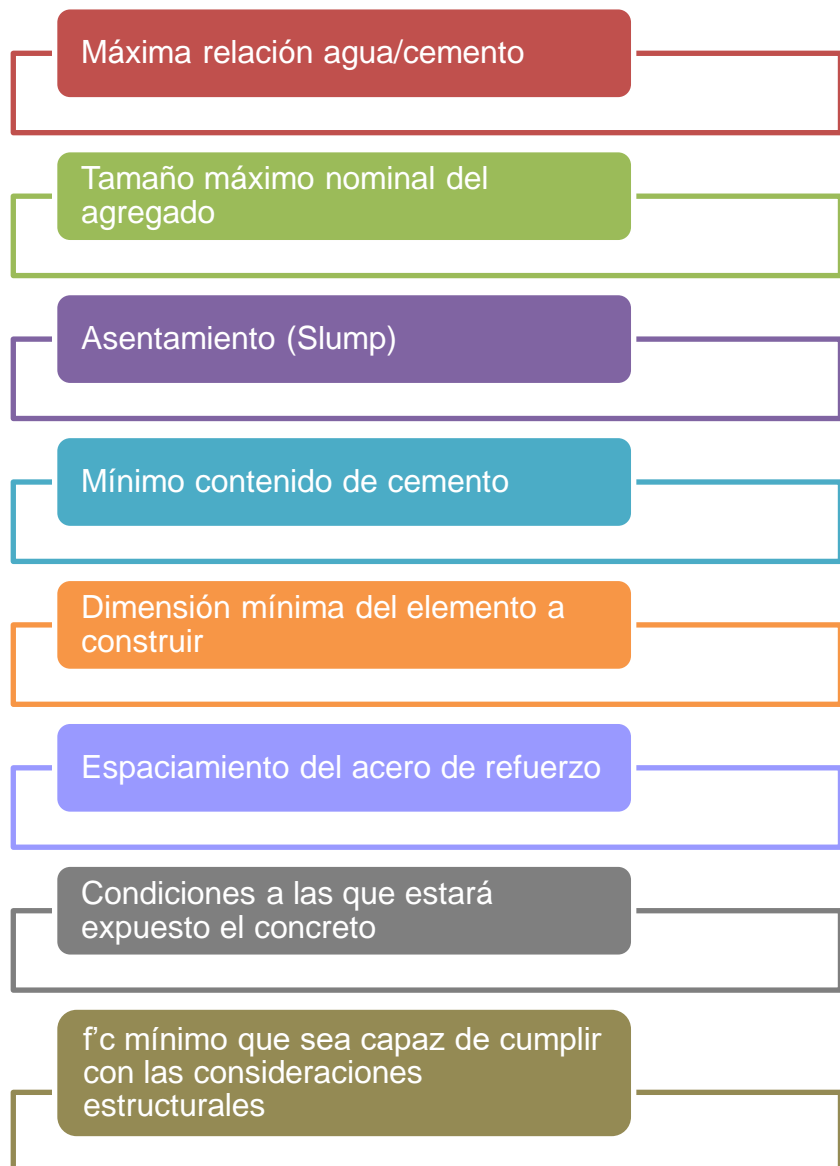 Máxima relación agua/cemento
Tamaño máximo nominal del
agregado
Asentamiento (Slump)
Mínimo contenido de cemento
Dimensión mínima del elemento a
construir
Espaciamiento del acero de refuerzo
Condiciones a las que estará
expuesto el concreto
f’c mínimo que sea capaz de cumplir
con las consideraciones
estructurales